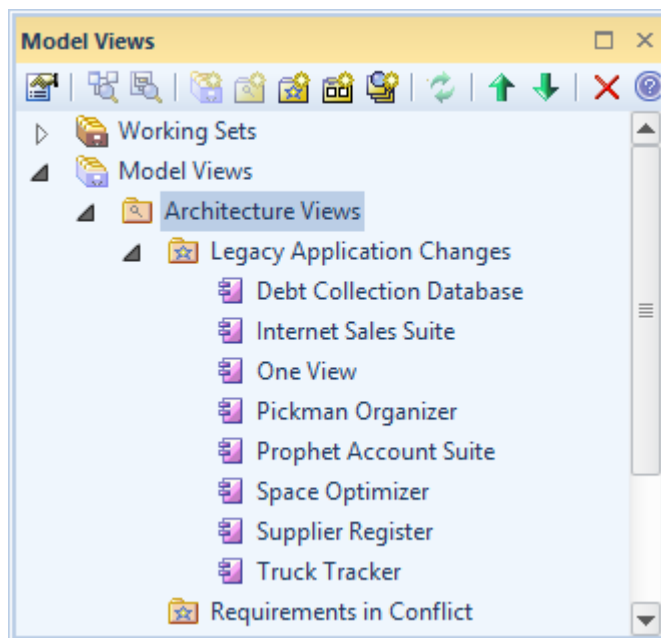 Model Views
Working Sets
Model Views
Architecture Views
Legacy Application Changes
Debt Collection Database
Internet Sales Suite
One View
Pickman Organizer
Prophet Account Suite
Space Optimizer
Supplier Register
Truck Tracker
Requirements in Conflict